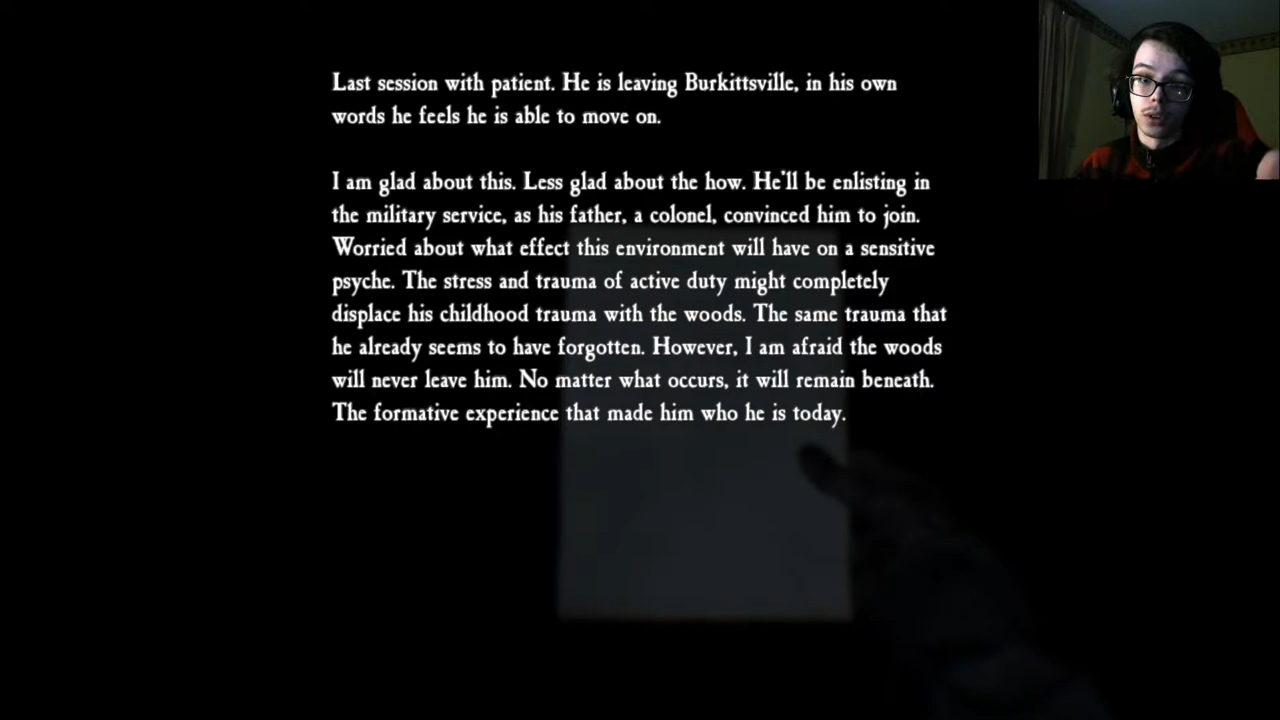 Last session with patient. He is leaving Burkittsville, in his own
words he feels he is able to move on.
I am glad about this. Less glad about the how. He'll be enlisting in
the military service, as his father, a colonel, convinced him to join.
Worried about what effect this environment will have on a sensitive
psyche. The stress and trauma of active duty might completely
displace his childhood trauma with the woods. The same trauma that
he already seems to have forgotten. However, I am afraid the woods
will never leave him. No matter what occurs, it will remain beneath.
The formative experience that made him who he is today.